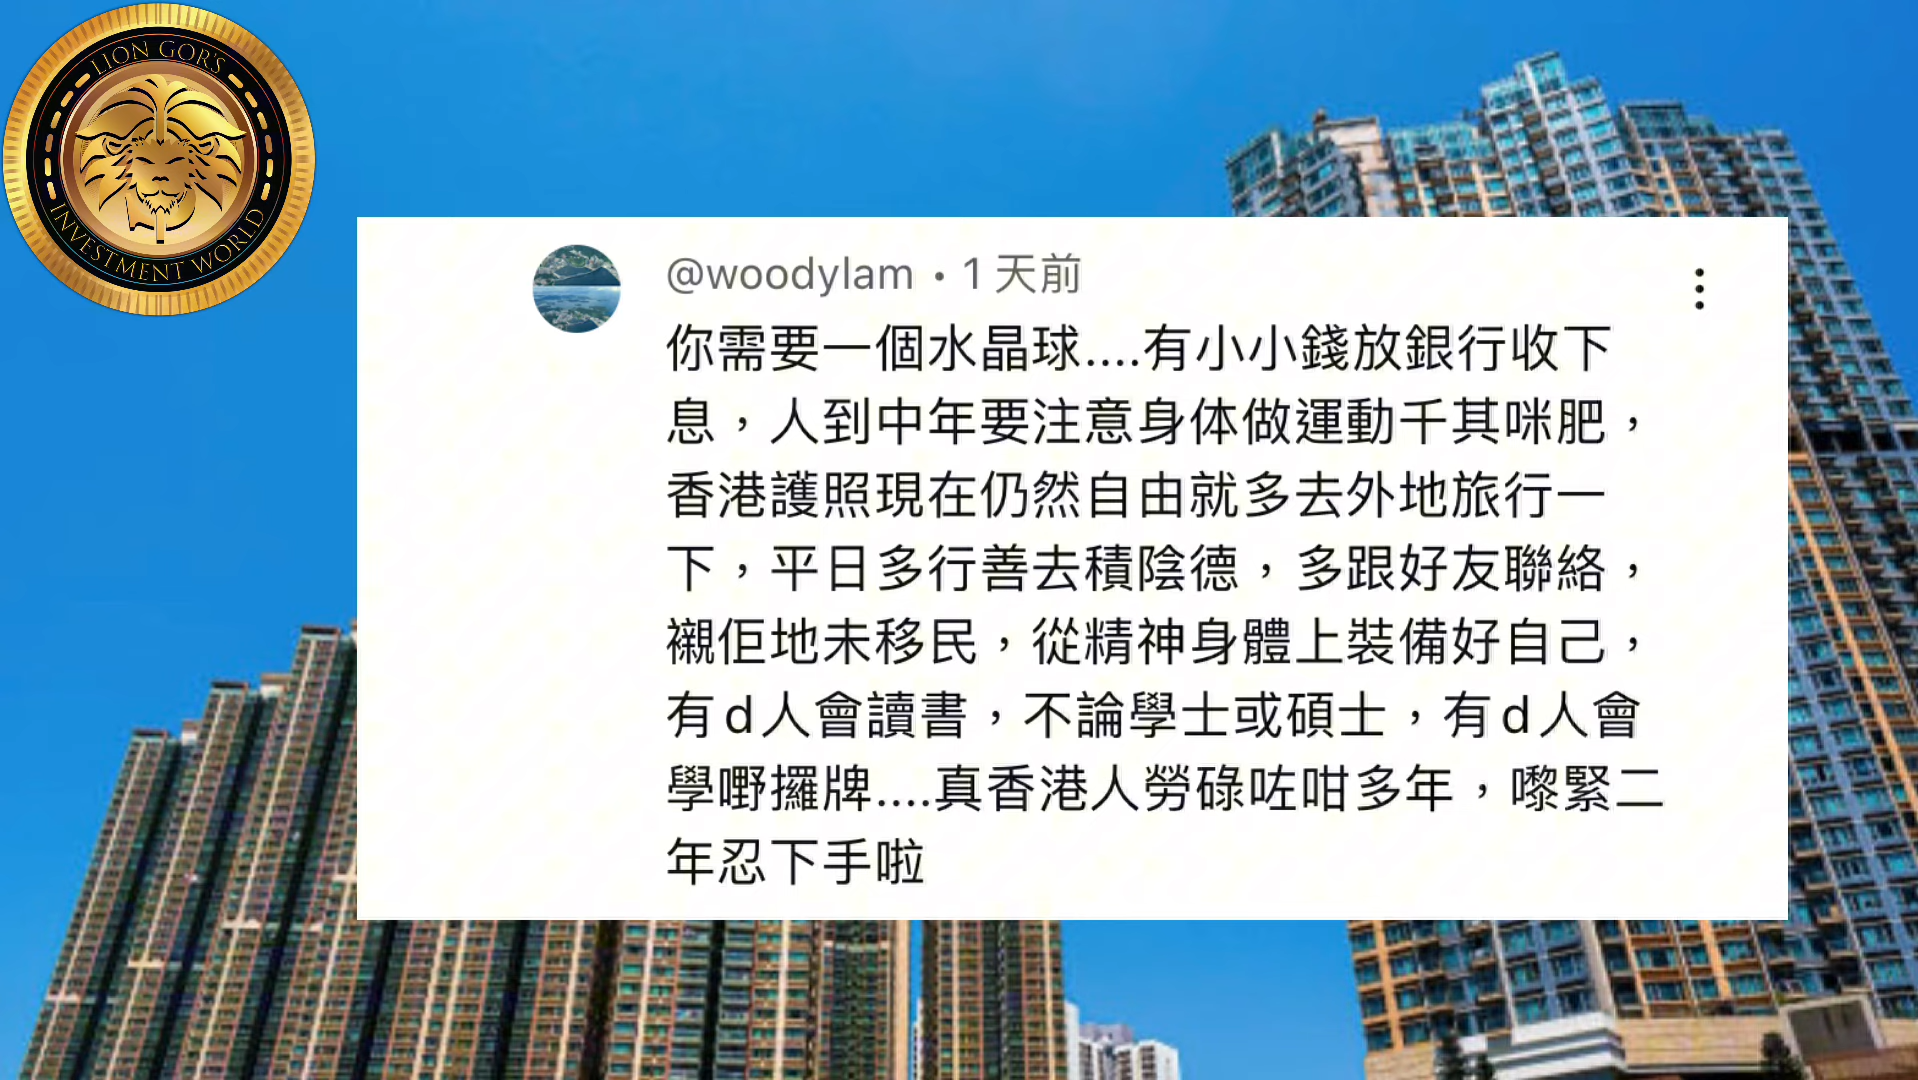 LION GOR'S
INVESTMENT WORLD
@woodylam • 1 天前
你需要一個水晶球....有小小錢放銀行收下
息，人到中年要注意身体做運動千其咪肥，
香港護照現在仍然自由就多去外地旅行一
下，平日多行善去積陰德，多跟好友聯絡，
襯佢地未移民，從精神身體上裝備好自己，
有d人會讀書，不論學士或碩士，有d人會
學嘢攞牌....真香港人勞碌咗咁多年，嚟緊二
年忍下手啦